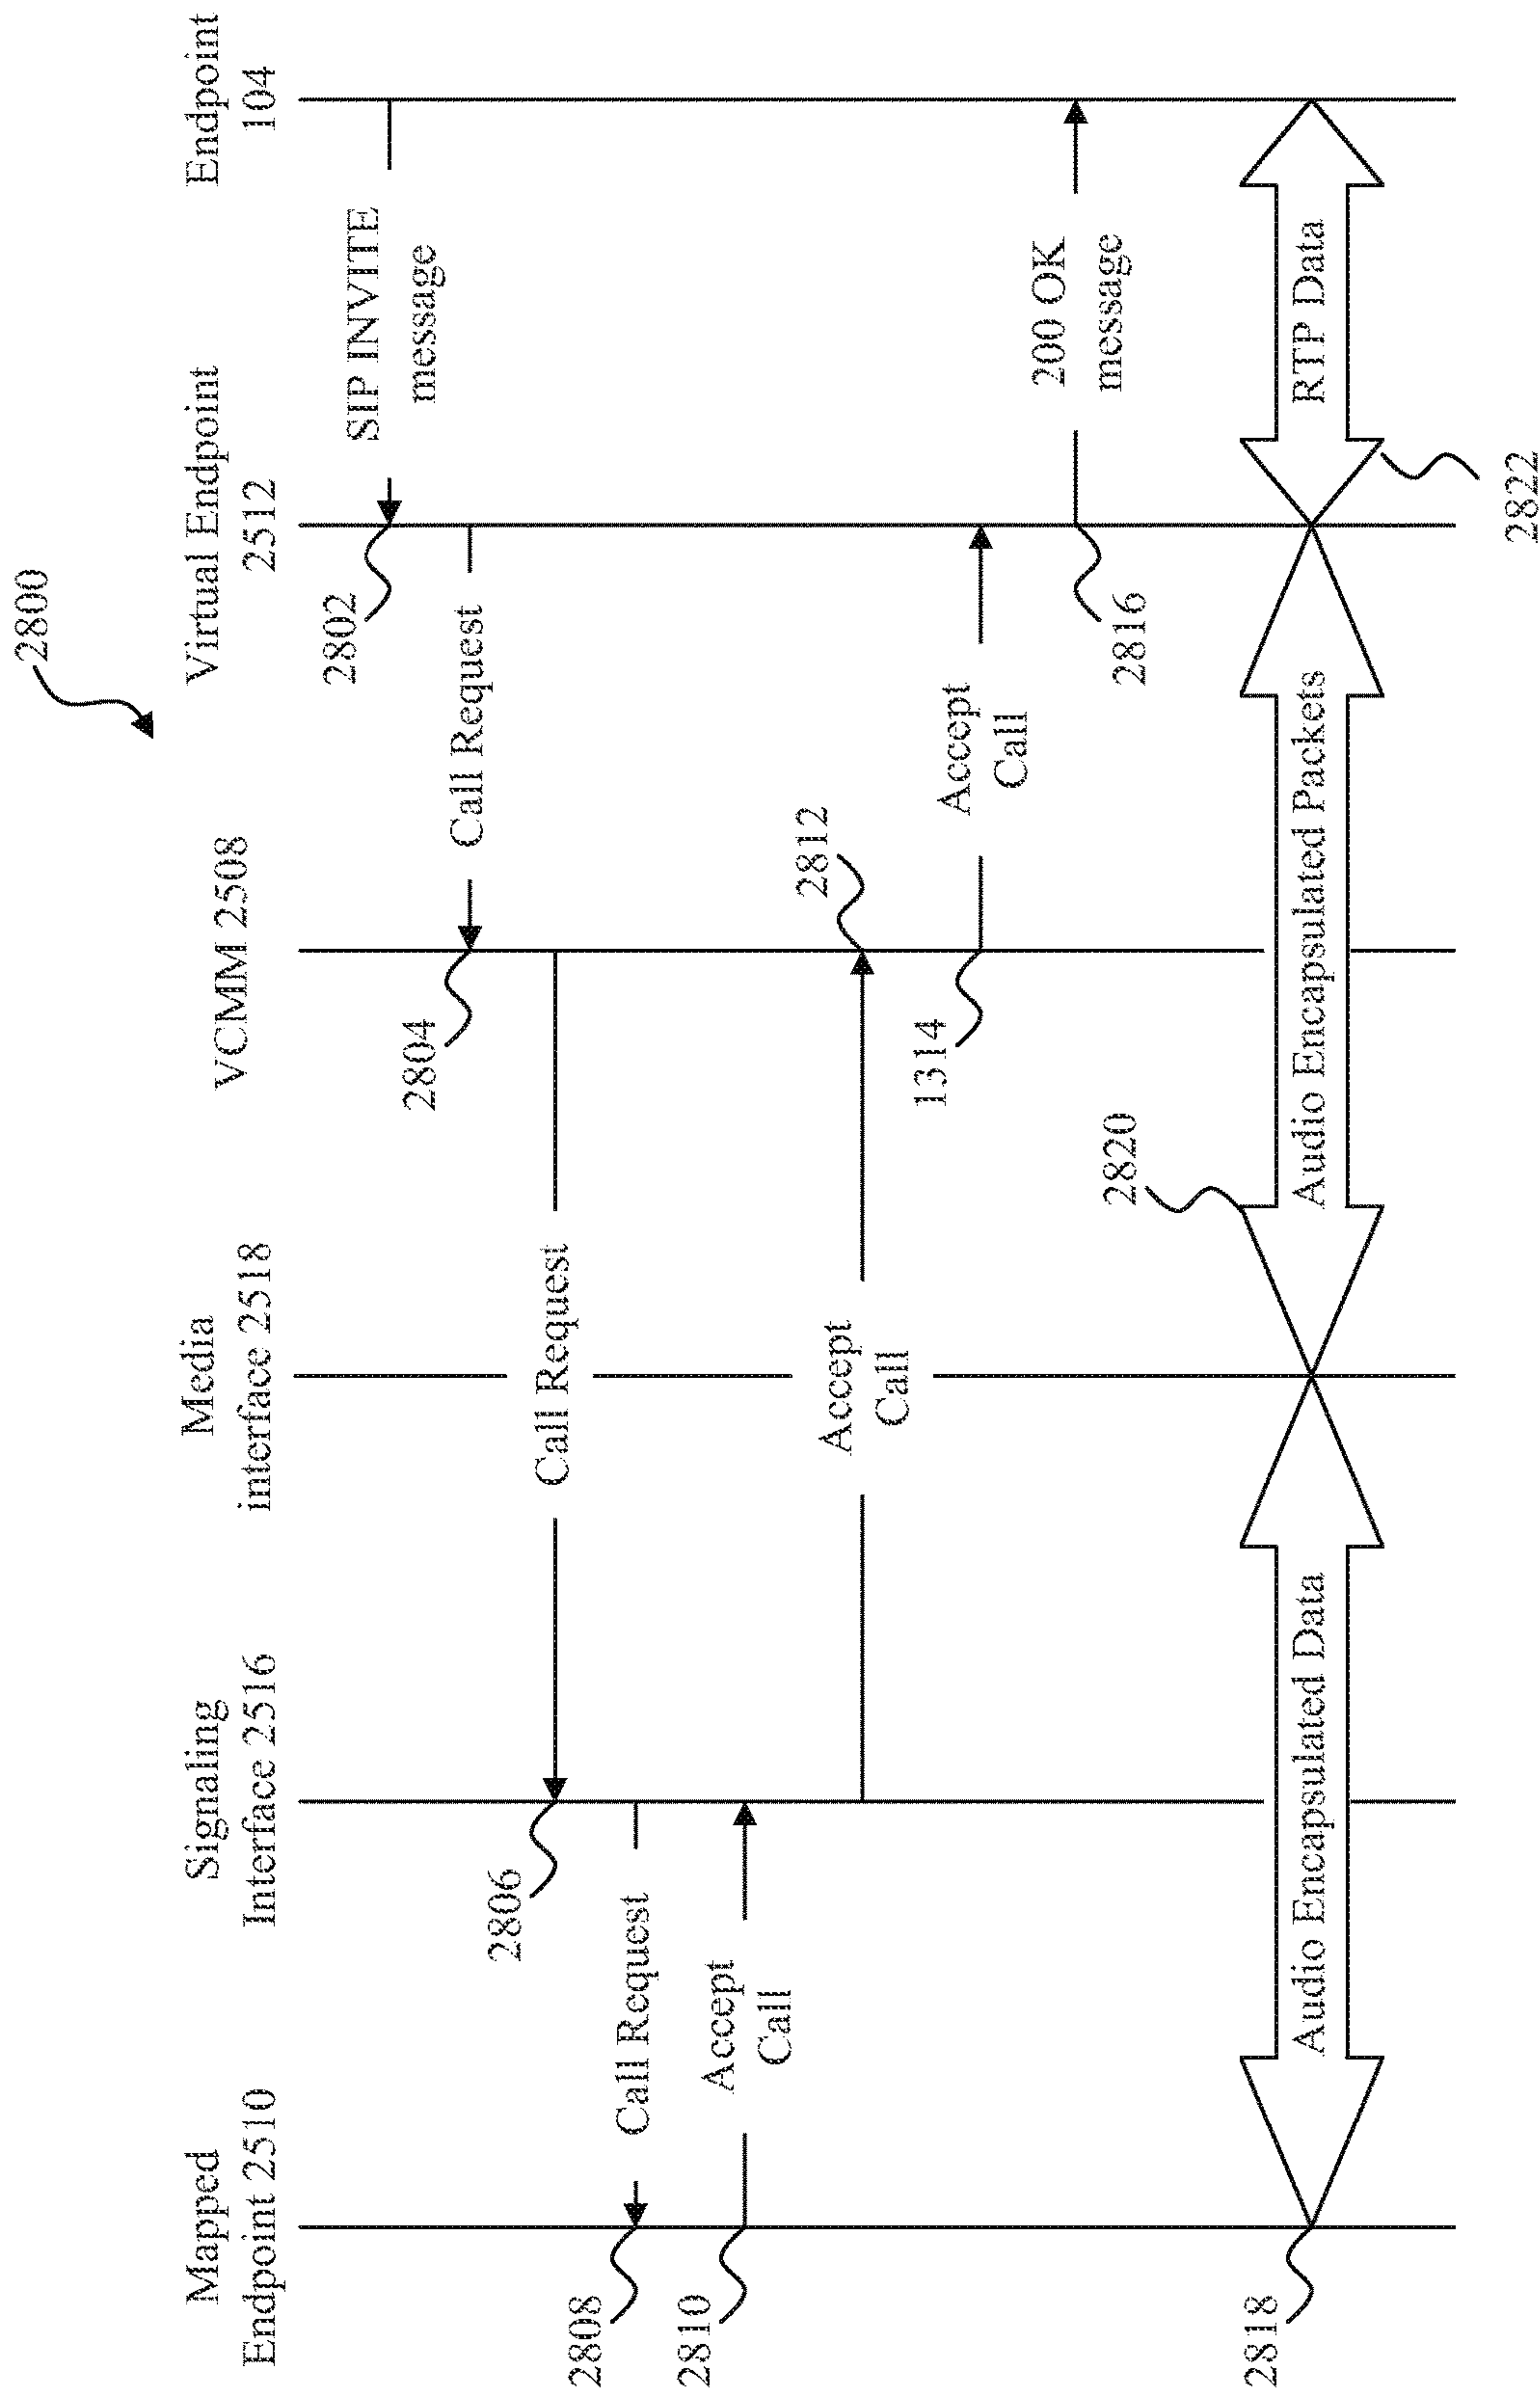 2800
Mapped
Endpoint 2510
Signaling
Interface 2516
Media
interface 2518
VCMM 2508
Virtual Endpoint
2512
Endpoint
104
SIP INVITE
message
2802
Call Request
2804
Call Request
2806
Call Request
2808
Accept
Call
2810
Accept
Call
2812
Accept
Call
1314
200 OK
message
2816
Audio Encapsulated Data
Audio Encapsulated Packets
RTP Data
2818
2820
2822